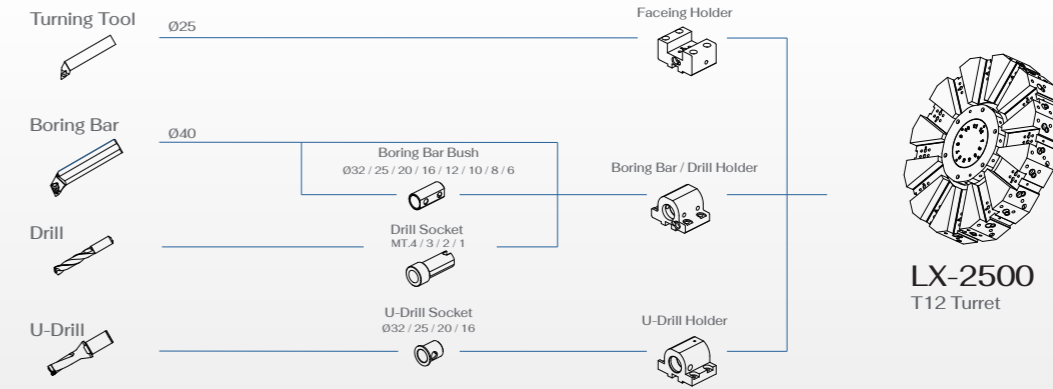 Turning Tool
Ø25
Faceing Holder
Boring Bar
Ø40
Boring Bar Bush
Ø32 / 25 / 20 / 16 / 12 / 10 / 8 / 6
Boring Bar / Drill Holder
Drill
Drill Socket
MT.4 / 3 / 2 / 1
U-Drill
U-Drill Socket
Ø32 / 25 / 20 / 16
U-Drill Holder
LX-2500
T12 Turret